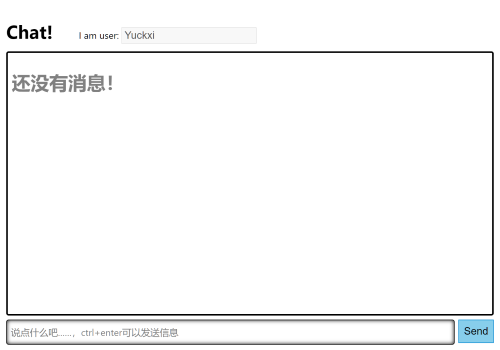 Chat!
I am user: Yuckxi
还没有消息！
说点什么吧……，ctrl+enter可以发送信息
Send